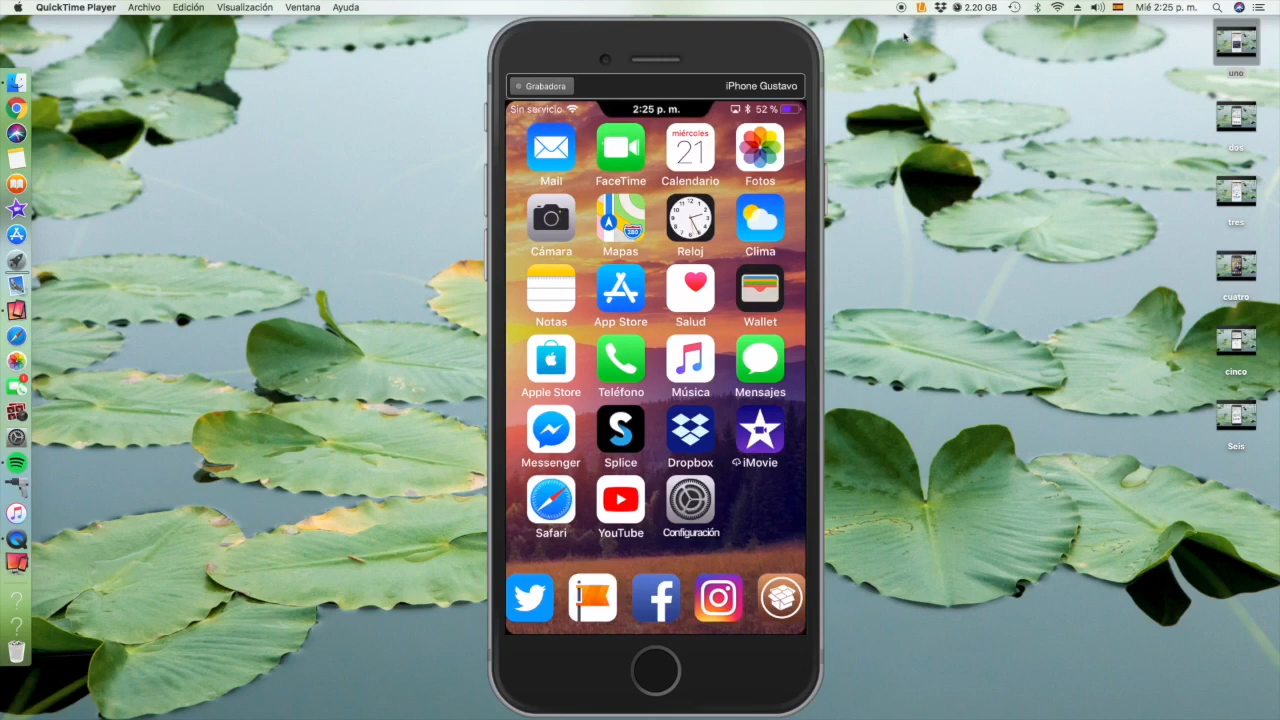 QuickTime Player Archivo Edición Visualización Ventana Ayuda 2.20 GB Mié 2:25 p. m.
Grabadora iPhone Gustavo
Sin servicio 2:25 p. m. 52 %
miércoles
21
Mail FaceTime Calendario Fotos
12
280
Cámara Mapas Reloj Clima
Notas App Store Salud Wallet
Apple Store Teléfono Música Mensajes
Messenger Splice Dropbox iMovie
Safari YouTube Configuración
uno
dos
tres
cuatro
cinco
Seis